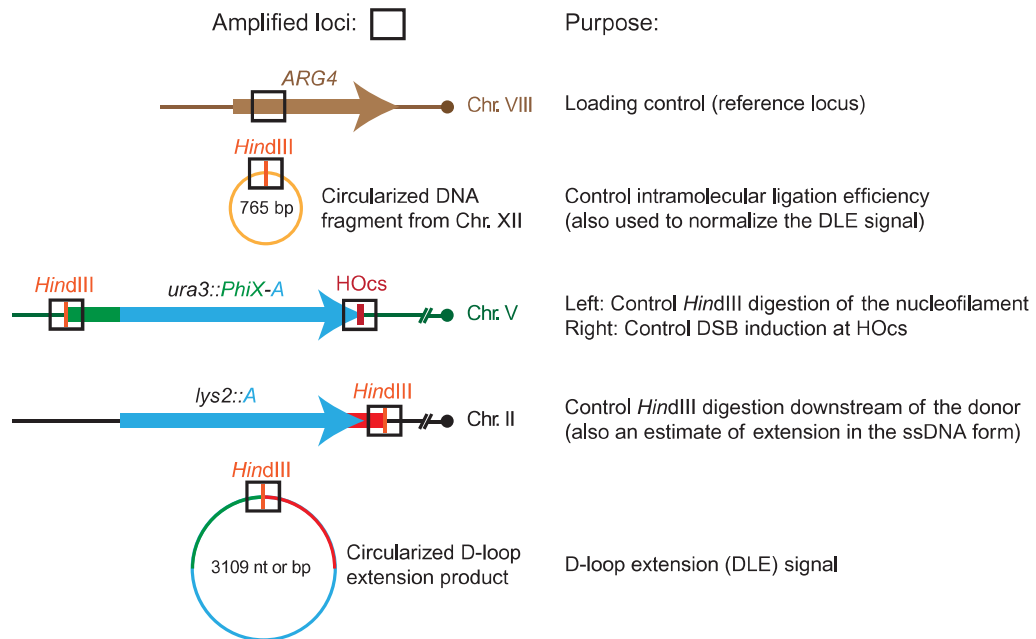 Amplified loci:
Purpose:
ARG4
Chr. VIII
Loading control (reference locus)
HindIII
765 bp
Circularized DNA
fragment from Chr. XII
Control intramolecular ligation efficiency
(also used to normalize the DLE signal)
HindIII
ura3::PhiX-A
HOcs
Chr. V
Left: Control HindIII digestion of the nucleofilament
Right: Control DSB induction at HOcs
lys2::A
HindIII
Chr. II
Control HindIII digestion downstream of the donor
(also an estimate of extension in the ssDNA form)
HindIII
3109 nt or bp
Circularized D-loop
extension product
D-loop extension (DLE) signal